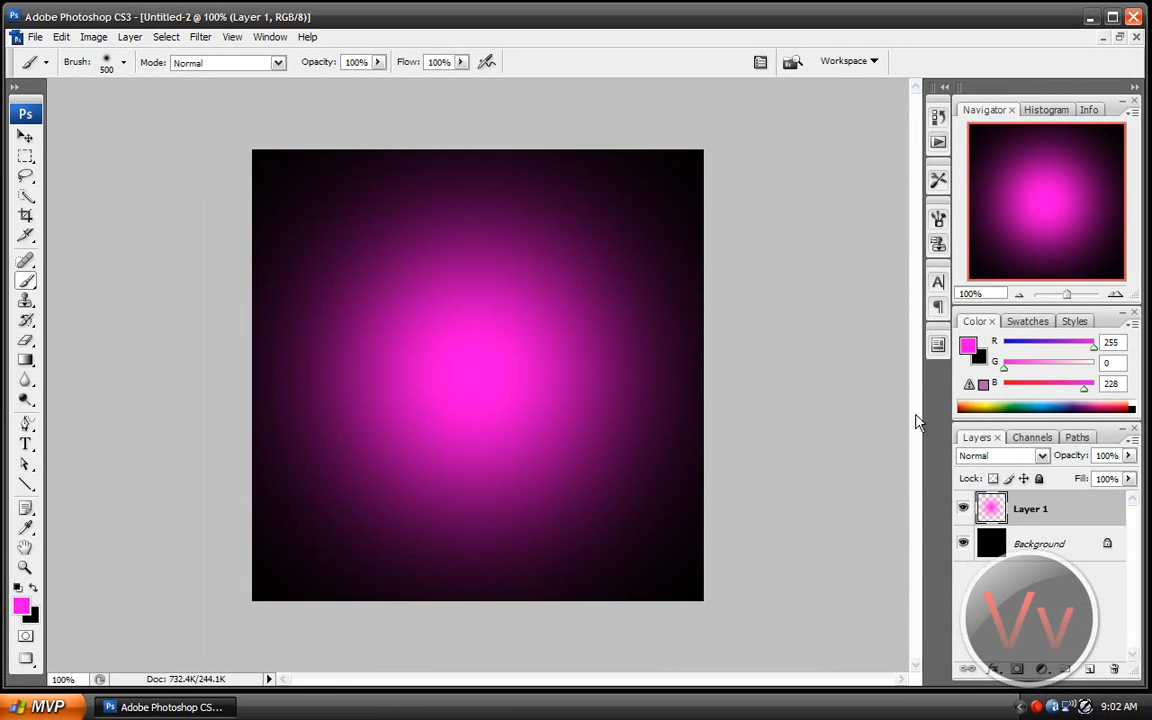 Adobe Photoshop CS3 - [Untitled-2 @ 100% (Layer 1, RGB/8)]
File Edit Image Layer Select Filter View Window Help
Brush: 500 Mode: Normal Opacity: 100% Flow: 100% Workspace
Ps
Navigator Histogram Info
100%
Color Swatches Styles
R 255
G 0
B 228
Layers Channels Paths
Normal Opacity: 100%
Lock: Fill: 100%
Layer 1
Background
Vv
100% Doc: 732.4K/244.1K
MVP Adobe Photoshop CS... 9:02 AM